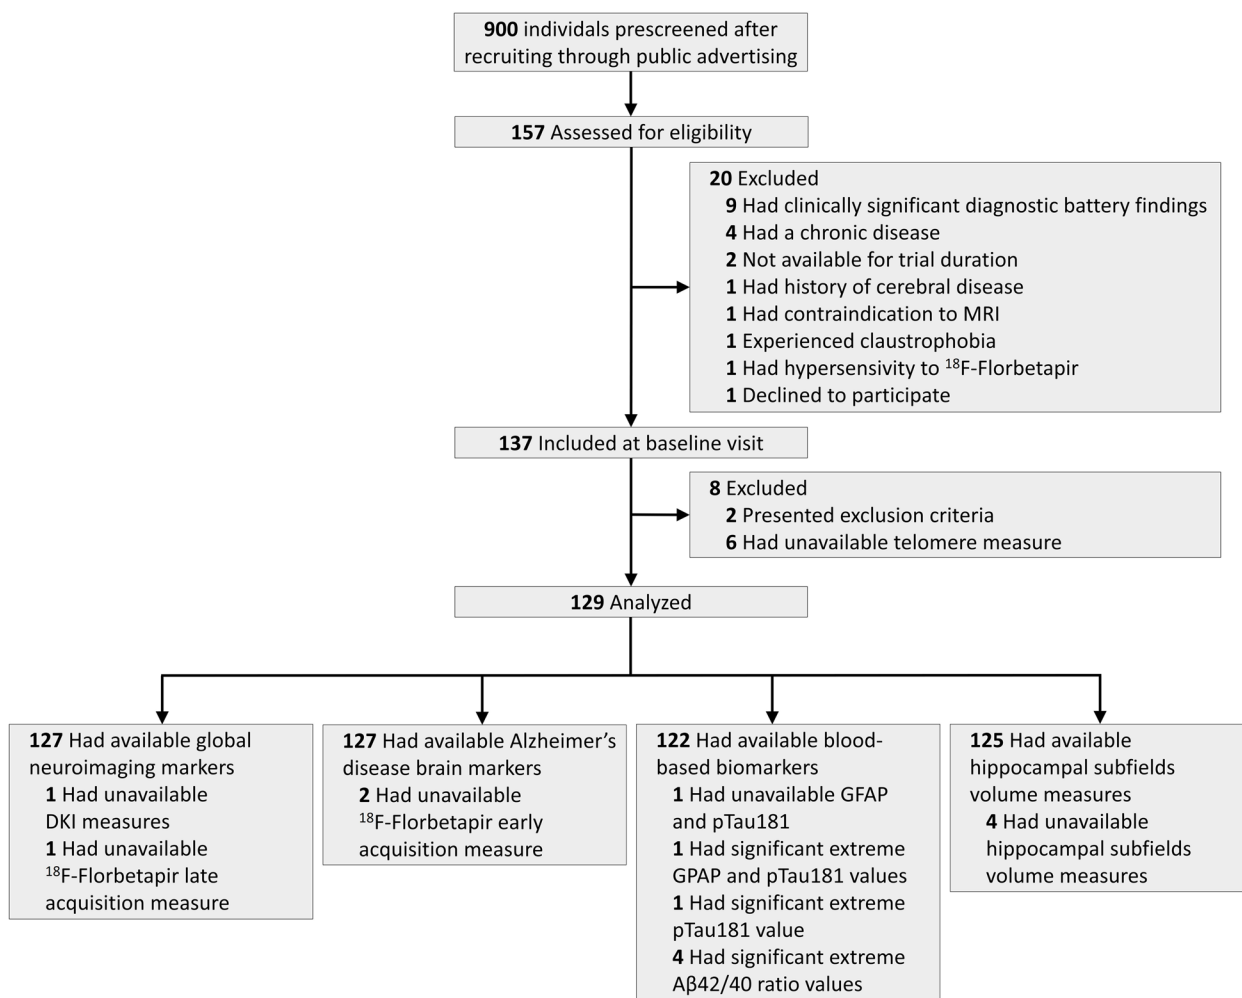 900 individals prescreened after
recruiting through public advertising
157 Assessed for eligibility
20 Excluded
9 Had clinically significant diagnostic battery findings
4 Had a chronic disease
2 Not available for trial duration
1 Had history of cerebral disease
1 Had contraindication to MRI
1 Experienced claustrophobia
1 Had hypersensivity to ¹⁸F-Florbetapir
1 Declined to participate
137 Included at baseline visit
8 Excluded
2 Presented exclusion criteria
6 Had unavailable telomere measure
129 Analyzed
127 Had available global
neuroimaging markers
1 Had unavailable
DKI measures
1 Had unavailable
¹⁸F-Florbetapir late
acquisition measure
127 Had available Alzheimer’s
disease brain markers
2 Had unavailable
¹⁸F-Florbetapir early
acquisition measure
122 Had available blood-
based biomarkers
1 Had unavailable GFAP
and pTau181
1 Had significant extreme
GPAP and pTau181 values
1 Had significant extreme
pTau181 value
4 Had significant extreme
Aβ42/40 ratio values
125 Had available
hippocampal subfields
volume measures
4 Had unavailable
hippocampal subfields
volume measures